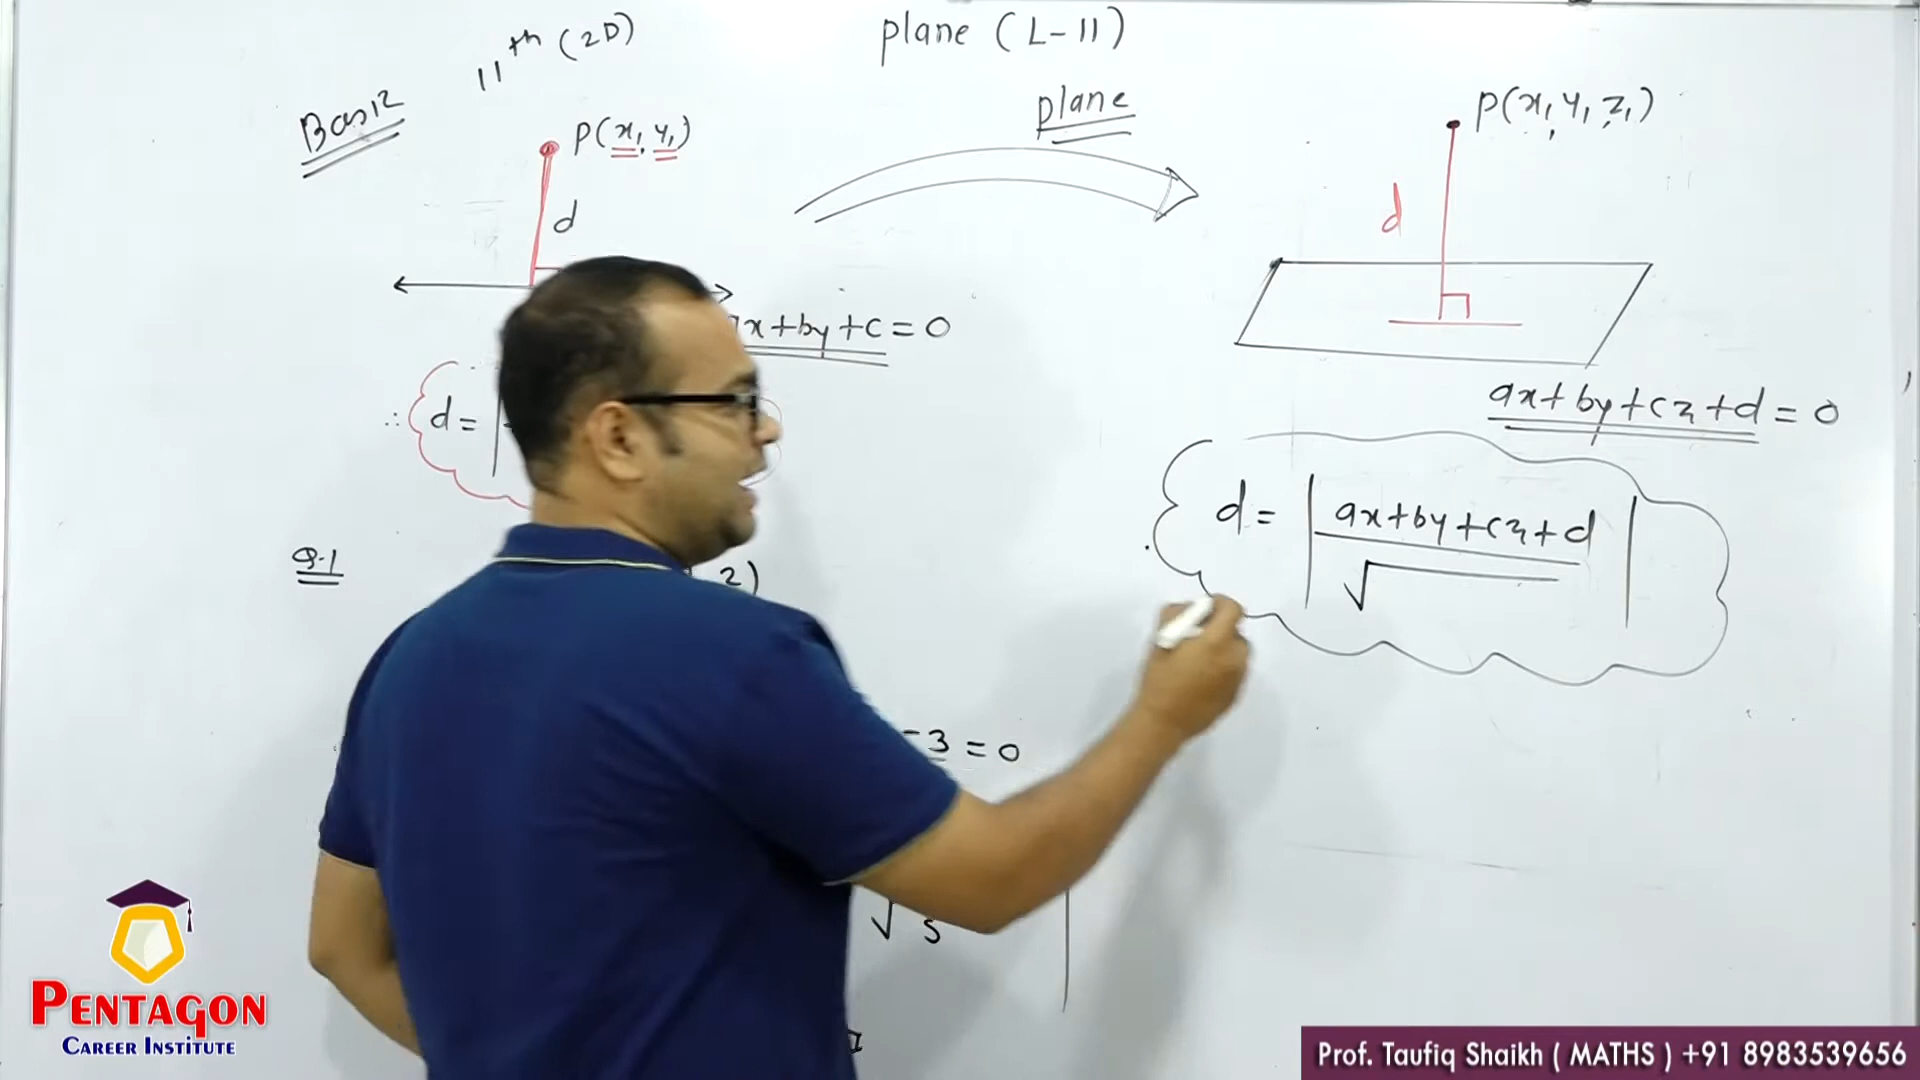 11th (2D)
plane (L-11)
Basic
plane
P(x₁, y₁)
P(x₁, y₁, z₁)
d
d
x+by+c = 0
ax+by+cz+d = 0
∴ d =
d = | ax+by+cz+d |
√
Q-1
2)
-3 = 0
√ 5
PENTAGON
CAREER INSTITUTE
Prof. Taufiq Shaikh ( MATHS ) +91 8983539656